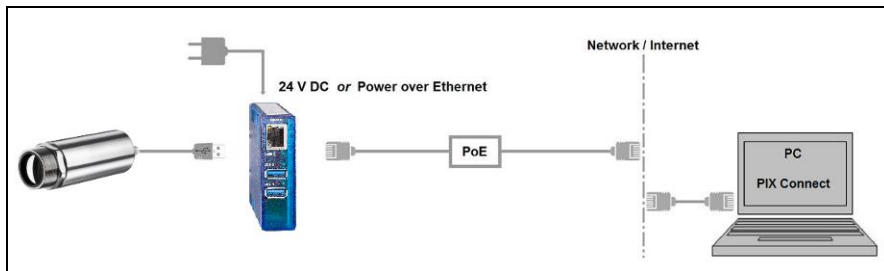 Network / Internet
24 V DC or Power over Ethernet
PoE
PC
PIX Connect